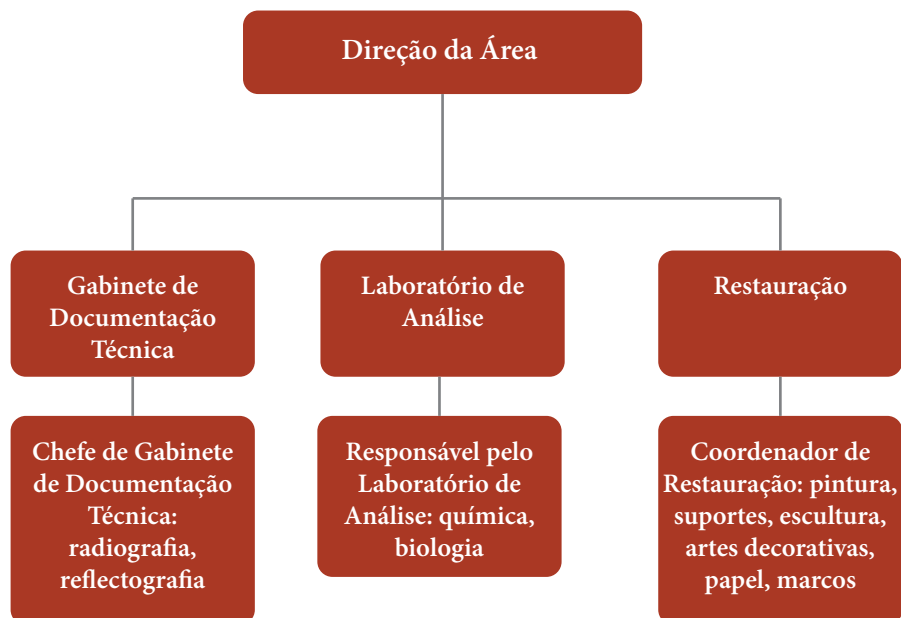 Direção da Área
Gabinete de
Documentação
Técnica
Laboratório de
Análise
Restauração
Chefe de Gabinete
de Documentação
Técnica:
radiografia,
reflectografia
Responsável pelo
Laboratório de
Análise: química,
biologia
Coordenador de
Restauração: pintura,
suportes, escultura,
artes decorativas,
papel, marcos